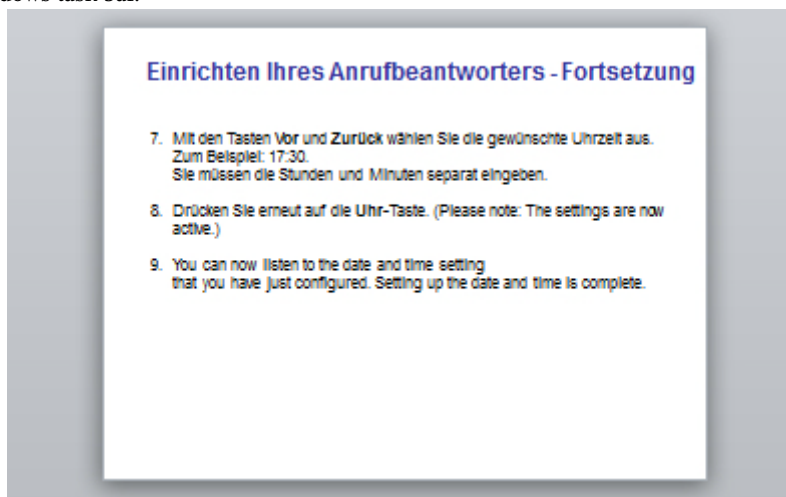 Einrichten Ihres Anrufbeantworters - Fortsetzung
7. Mit den Tasten Vor und Zurück wählen Sie die gewünschte Uhrzeit aus.
Zum Beispiel: 17:30.
Sie müssen die Stunden und Minuten separat eingeben.
8. Drücken Sie erneut auf die Uhr-Taste. (Please note: The settings are now
active.)
9. You can now listen to the date and time setting
that you have just configured. Setting up the date and time is complete.